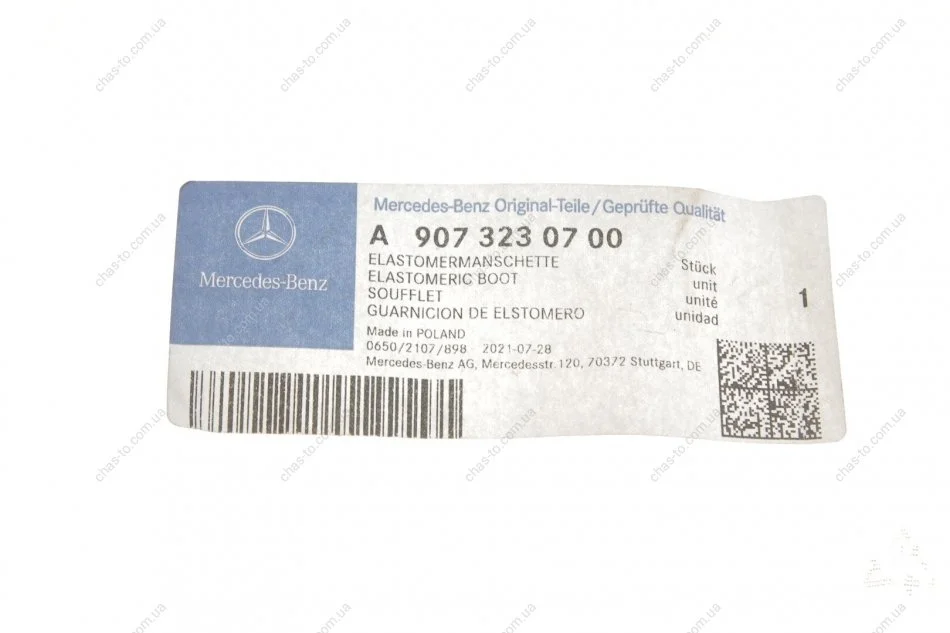 Mercedes-Benz Original-Teile/Geprüfte Qualität
A 907 323 07 00
ELASTOMERMANSCHETTE
ELASTOMERIC BOOT
SOUFFLET
GUARNICION DE ELSTOMERO
Stück
unit
unité
unidad
1
Made in POLAND
0650/2107/898 2021-07-28
Mercedes-Benz AG, Mercedesstr.120, 70372 Stuttgart, DE
Mercedes-Benz
chas-to.com.ua